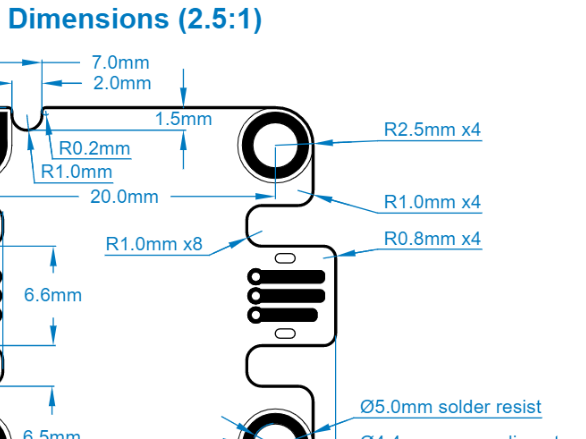 Dimensions (2.5:1)
7.0mm
2.0mm
1.5mm
R2.5mm x4
R0.2mm
R1.0mm
20.0mm
R1.0mm x4
R1.0mm x8
R0.8mm x4
6.6mm
Ø5.0mm solder resist
6.5mm